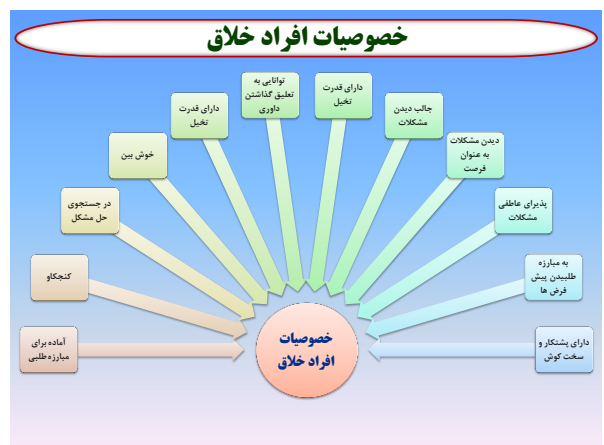 خصوصیات افراد خلاق
دارای قدرت
تخیل
جالب دیدن
مشکلات
دیدن مشکلات
به عنوان
فرصت
پذیرای عاطفی
مشکلات
به مبارزه
طلبیدن پیش
فرض ها
دارای پشتکار و
سخت کوش
توانایی به
تعلیق گذاشتن
داوری
دارای قدرت
تخیل
خوش بین
در جستجوی
حل مشکل
کنجکاو
آماده برای
مبارزه طلبی
خصوصیات
افراد خلاق